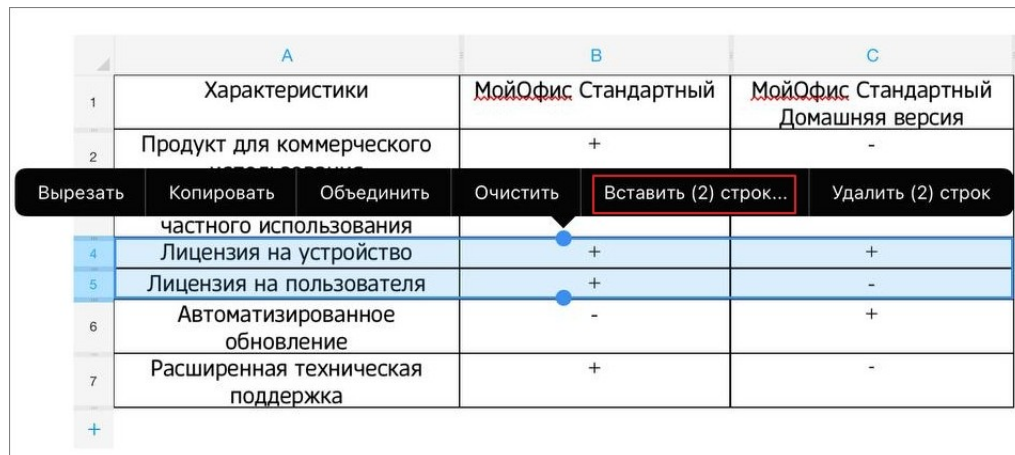 A B C
1 Характеристики МойОфис Стандартный МойОфис Стандартный
Домашняя версия
2 Продукт для коммерческого + -
Вырезать Копировать Объединить Очистить Вставить (2) строк... Удалить (2) строк
частного использования
4 Лицензия на устройство + +
5 Лицензия на пользователя + -
6 Автоматизированное - +
обновление
7 Расширенная техническая + -
поддержка
+